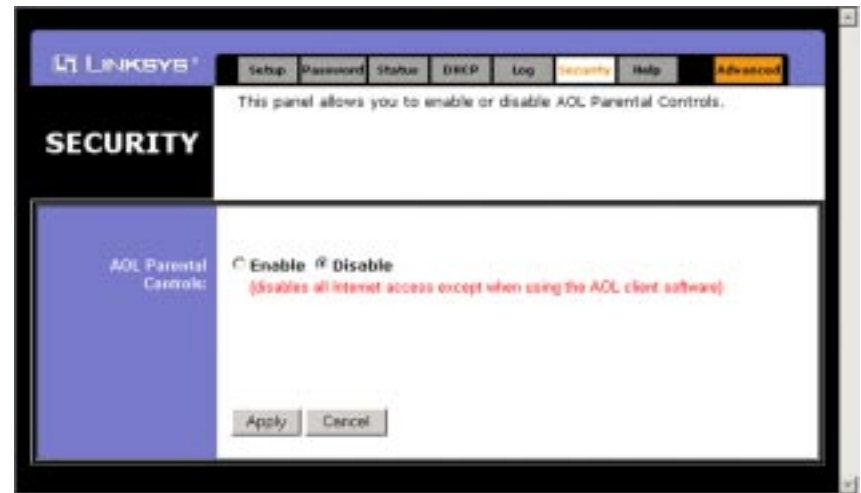 LINKSYS®
Setup Password Status DHCP Log Security Help Advanced
SECURITY
This panel allows you to enable or disable AOL Parental Controls.
AOL Parental
Controls:
Enable Disable
(disables all Internet access except when using the AOL client software)
Apply Cancel